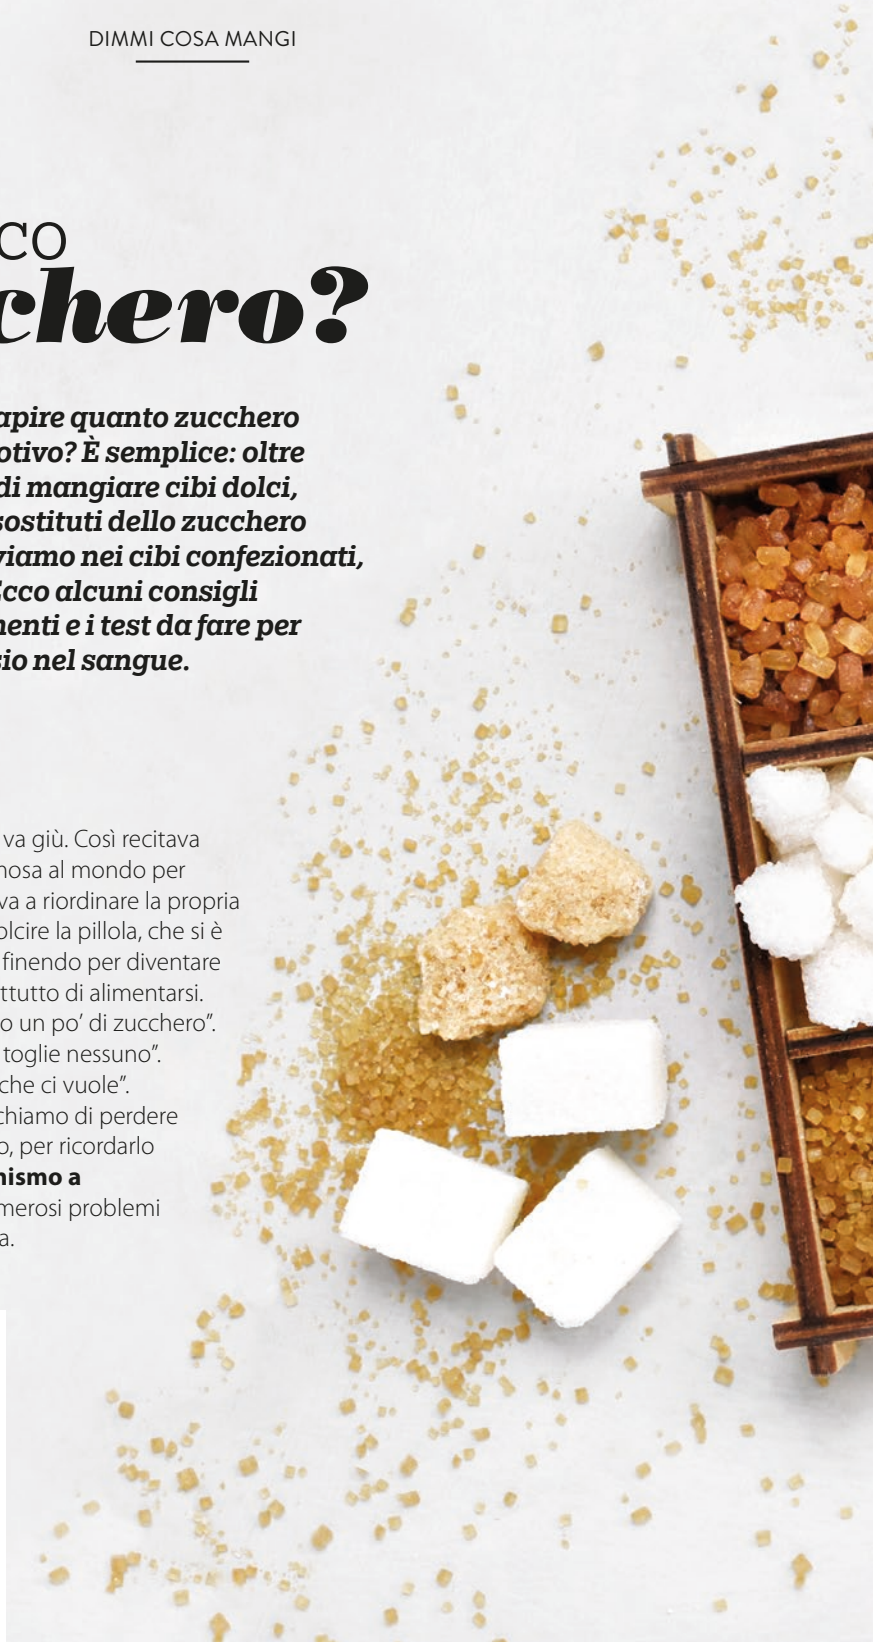 DIMMI COSA MANGI
co
chero?
apire quanto zucchero
otivo? È semplice: oltre
di mangiare cibi dolci,
sostituti dello zucchero
viamo nei cibi confezionati,
Ecco alcuni consigli
nenti e i test da fare per
sio nel sangue.
va giù. Così recitava
nosa al mondo per
va a riordinare la propria
olcire la pillola, che si è
finendo per diventare
ttutto di alimentarsi.
o un po’ di zucchero”.
toglie nessuno”.
che ci vuole”.
chiamo di perdere
o, per ricordarlo
nismo a
merosi problemi
a.